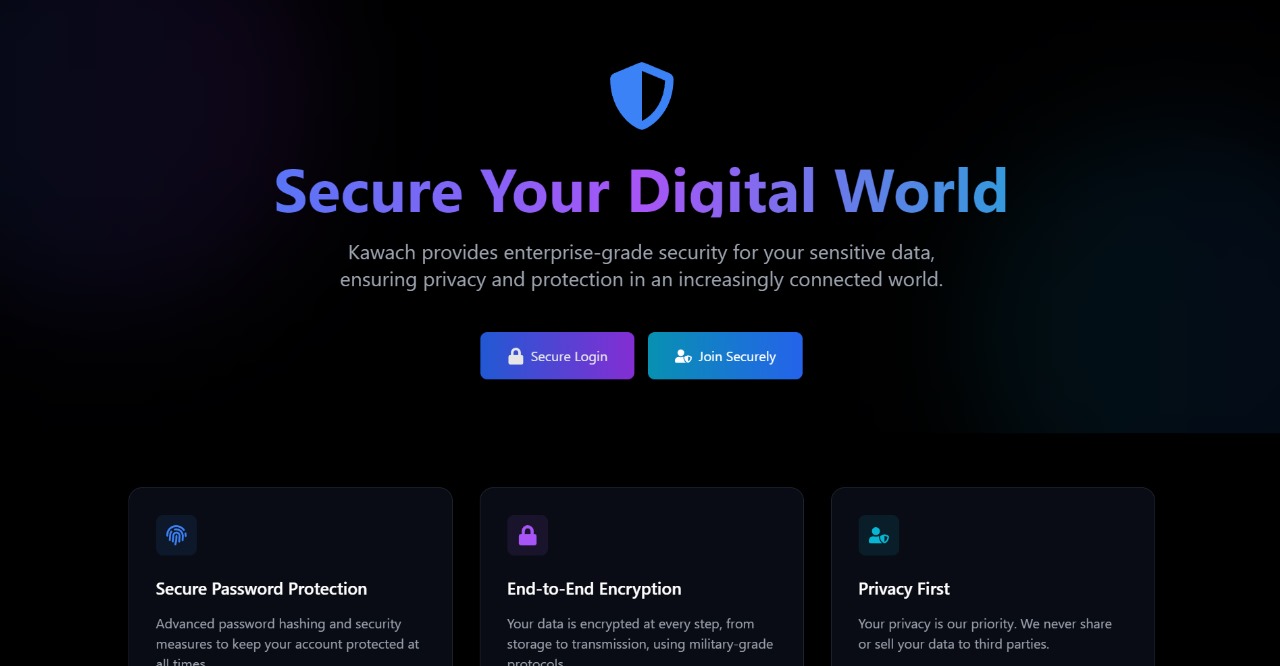 Secure Your Digital World
Kawach provides enterprise-grade security for your sensitive data,
ensuring privacy and protection in an increasingly connected world.
Secure Login
Join Securely
Secure Password Protection
Advanced password hashing and security
measures to keep your account protected at
all times.
End-to-End Encryption
Your data is encrypted at every step, from
storage to transmission, using military-grade
protocols.
Privacy First
Your privacy is our priority. We never share
or sell your data to third parties.